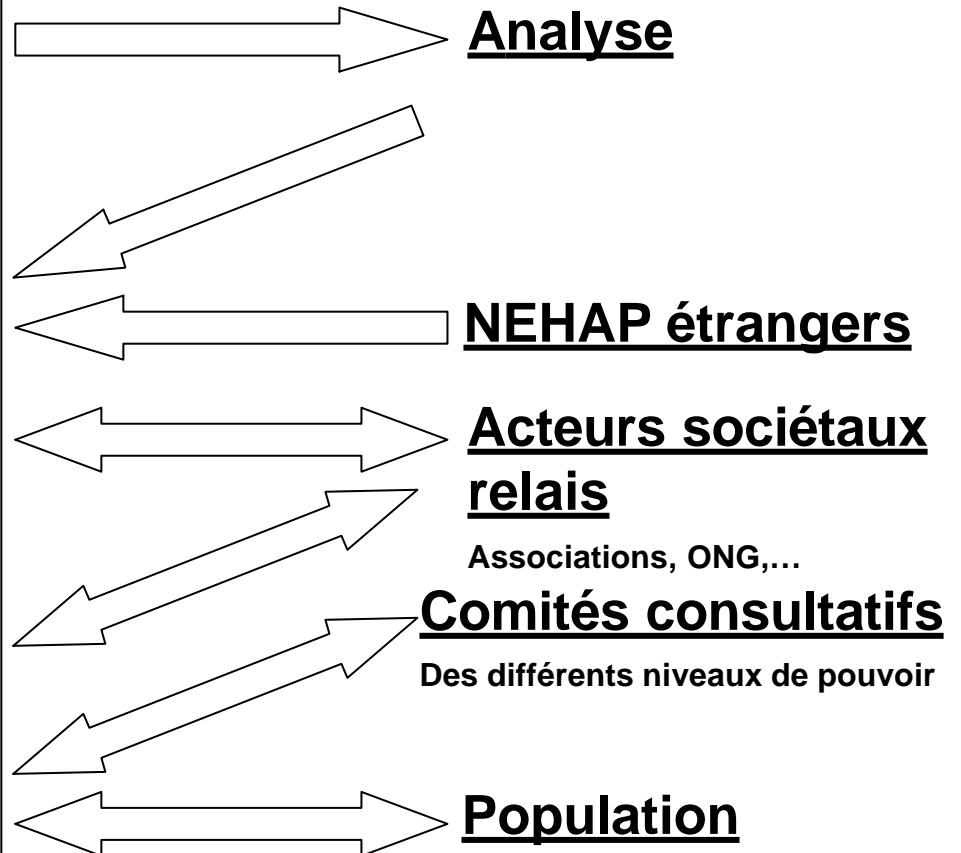 Analyse
NEHAP étrangers
Acteurs sociétaux
relais
Associations, ONG,…
Comités consultatifs
Des différents niveaux de pouvoir
Population